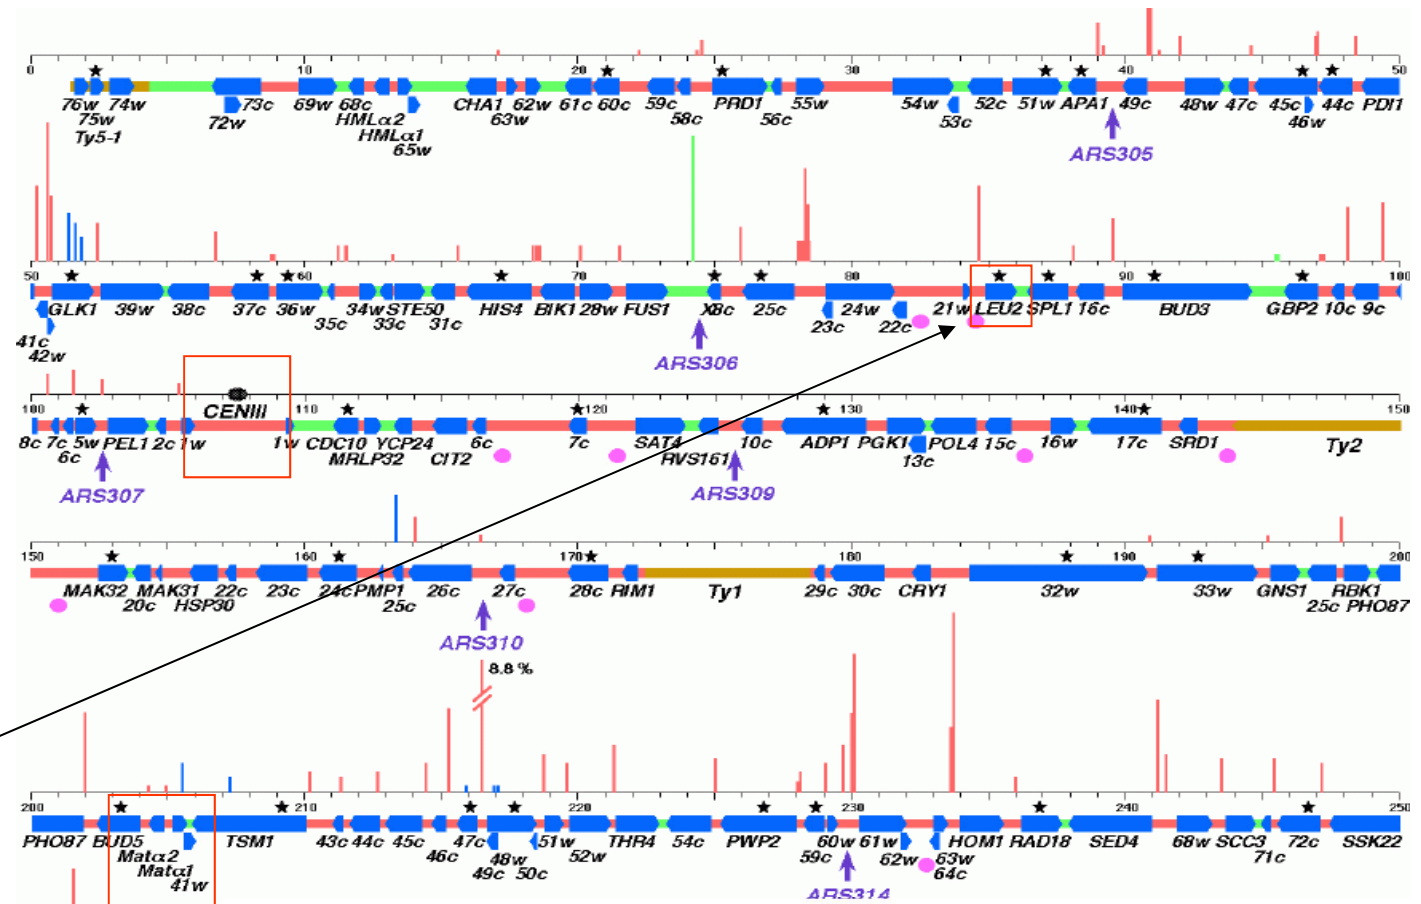 0 10 20 30 40 50
76w 74w 73c 69w 68c CHA1 62w 61c 60c 59c PRD1 55w 54w 52c 51w APA1 49c 48w 47c 45c 44c PDI1
75w 72w HMLα2 63w 58c 56c 53c 46w
Ty5-1 HMLα1
65w ARS305
50 60 70 80 90 100
GLK1 39w 38c 37c 36w 34w STE50 HIS4 BIK1 28w FUS1 25c 24w 21w LEU2 SPL1 16c BUD3 GBP2 10c 9c
41c 35c 33c 31c 23c 22c
42w ARS306
100 CENIII 110 120 130 140 150
8c 7c 5w PEL1 2c 1w 1w CDC10 YCP24 6c 7c SAT4 10c ADP1 PGK1 POL4 15c 16w 17c SRD1 Ty2
6c MRLP32 CIT2 RVS161 13c
ARS307 ARS309
150 160 170 180 190 200
MAK32 MAK31 22c 23c 24c PMP1 26c 27c 28c RIM1 Ty1 29c 30c CRY1 32w 33w GNS1 RBK1
20c HSP30 25c 25c PHO87
ARS310
8.8 %
200 210 220 230 240 250
PHO87 BUD5 TSM1 43c 44c 45c 47c 51w THR4 54c PWP2 60w 61w HOM1 RAD18 SED4 68w SCC3 72c SSK22
Matα2 46c 48w 52w 59c 62w 63w 71c
Matα1 49c 50c 64c
41w ARS314